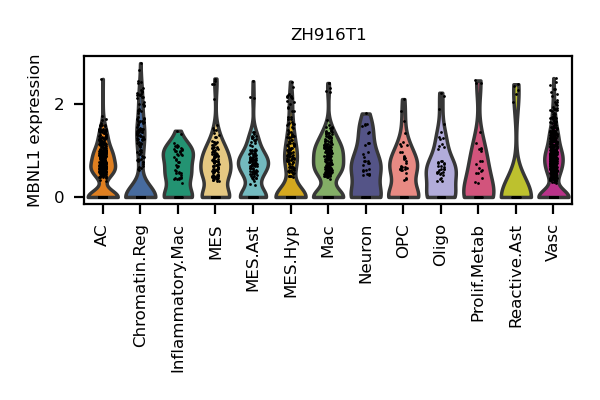 ZH916T1
MBNL1 expression
2
0
AC
Chromatin.Reg
Inflammatory.Mac
MES
MES.Ast
MES.Hyp
Mac
Neuron
OPC
Oligo
Prolif.Metab
Reactive.Ast
Vasc